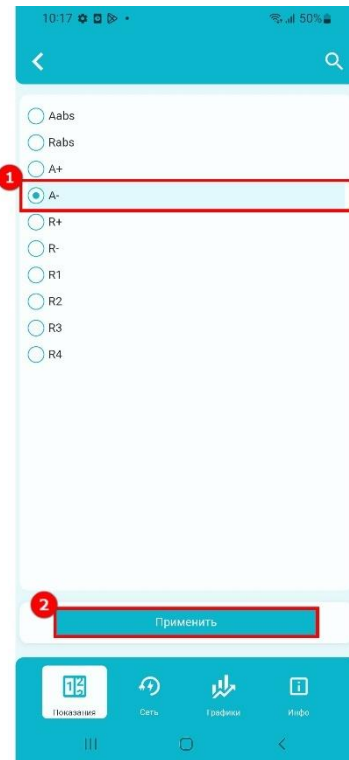 10:17 50%
Aabs
Rabs
A+
1
A-
R+
R-
R1
R2
R3
R4
2
Применить
Показания Сеть Графики Инфо